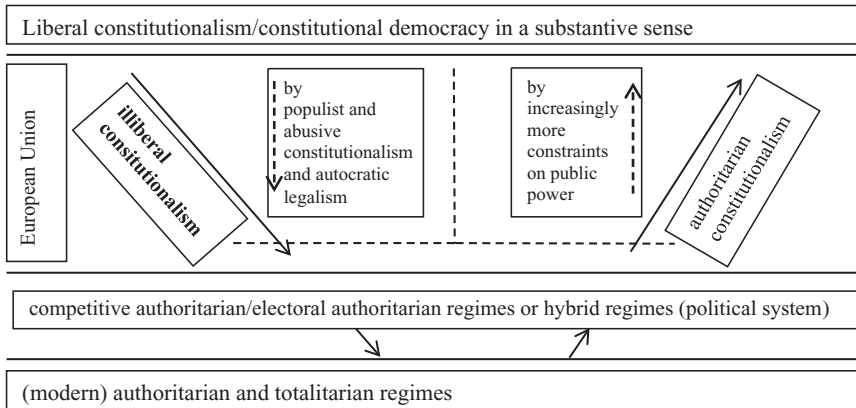 Liberal constitutionalism/constitutional democracy in a substantive sense
European Union
illiberal
consitutionalism
by
populist and
abusive
constitutionalism
and autocratic
legalism
by
increasingly
more
constraints
on public
power
authoritarian
constitutionalism
competitive authoritarian/electoral authoritarian regimes or hybrid regimes (political system)
(modern) authoritarian and totalitarian regimes